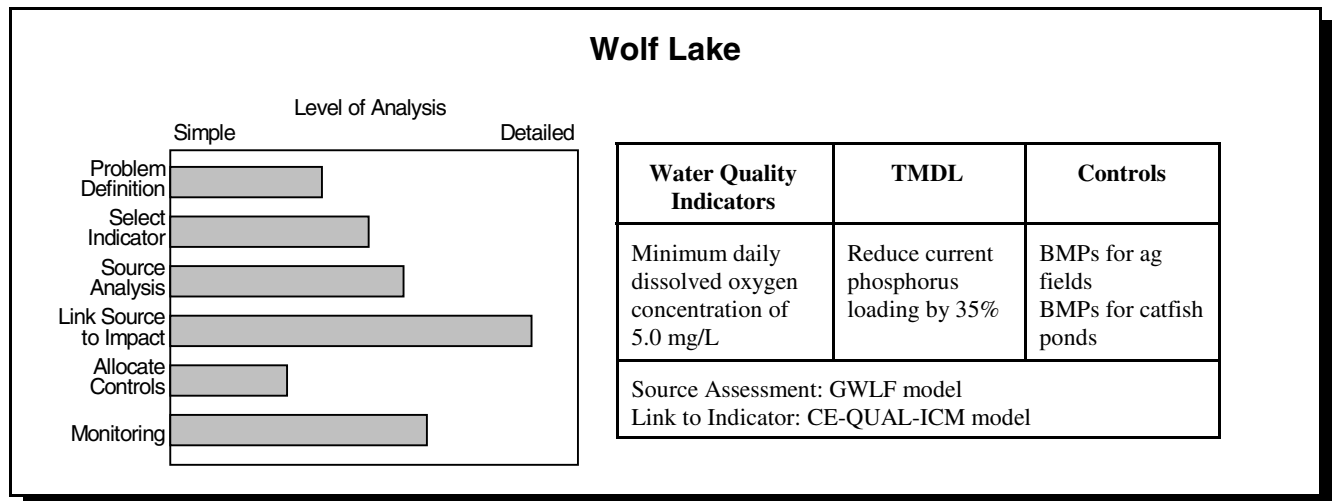 Wolf Lake
Level of Analysis
Simple Detailed
Problem
Definition
Select
Indicator
Source
Analysis
Link Source
to Impact
Allocate
Controls
Monitoring
Water Quality
Indicators
TMDL
Controls
Minimum daily
dissolved oxygen
concentration of
5.0 mg/L
Reduce current
phosphorus
loading by 35%
BMPs for ag
fields
BMPs for catfish
ponds
Source Assessment: GWLF model
Link to Indicator: CE-QUAL-ICM model